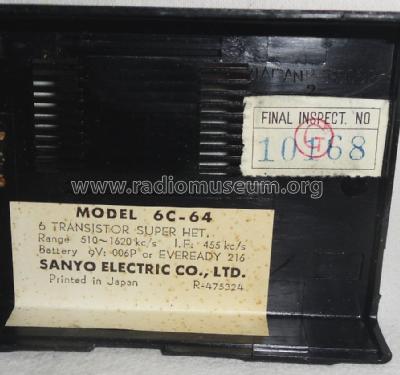 JAPAN
2
FINAL INSPECT. NO
10168
© www.radiomuseum.org
MODEL 6C-64
6 TRANSISTOR SUPER HET.
Range 510~1620 kc/s I.F. 455 kc/s
Battery 9V: 006P or EVEREADY 216
SANYO ELECTRIC CO., LTD.
Printed in Japan R-475324